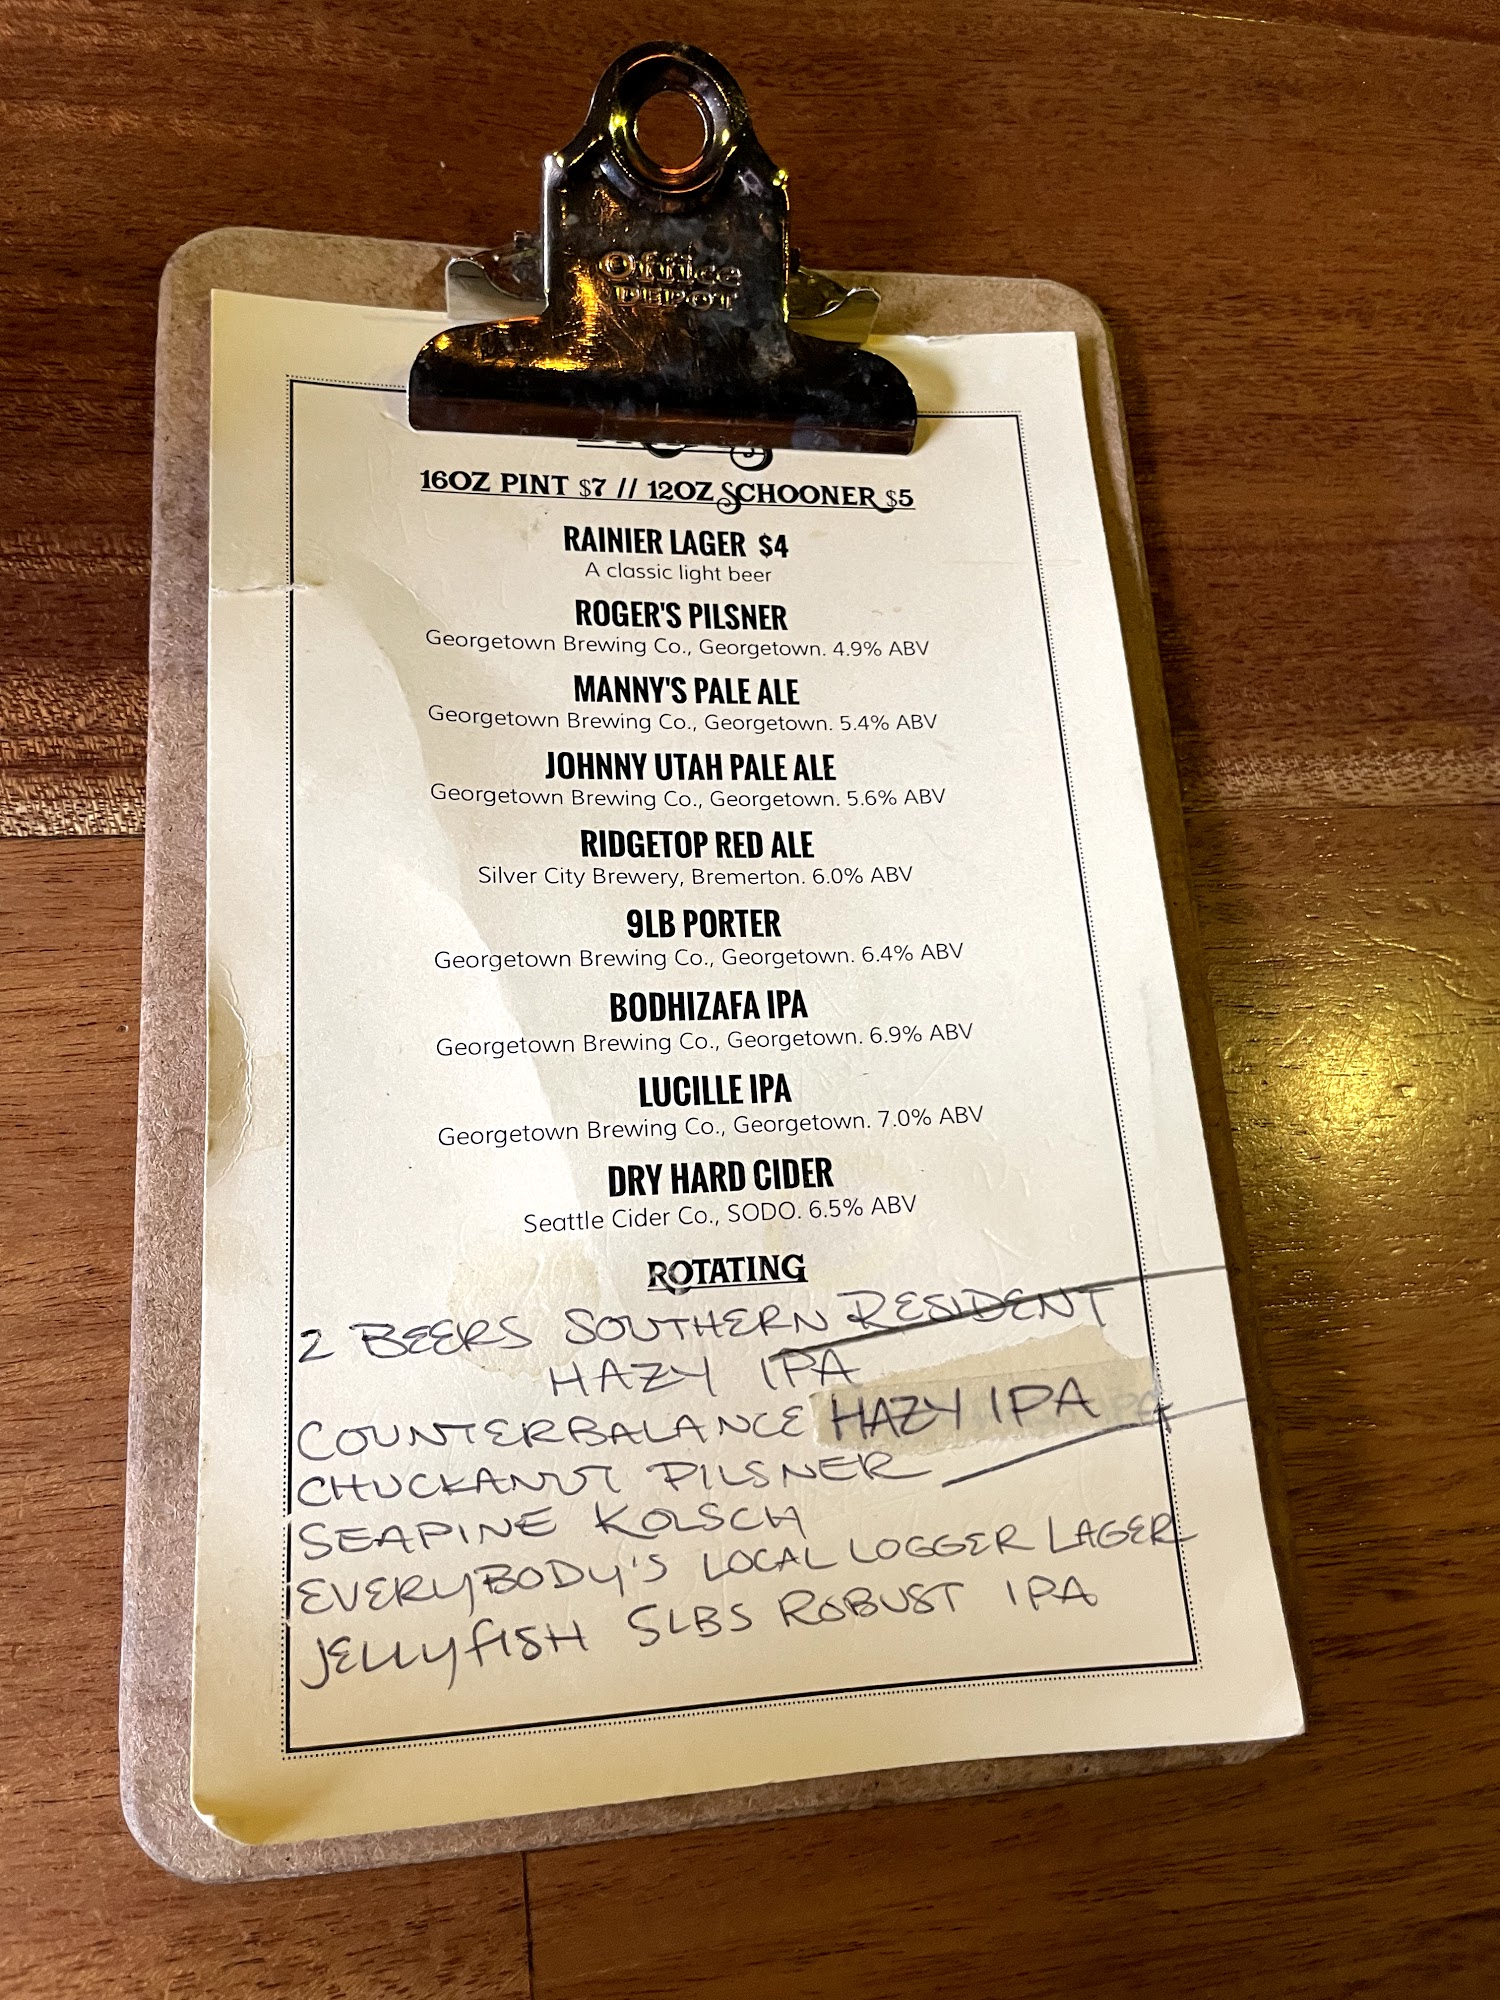 Office
DEPOT
16OZ PINT $7 // 12OZ SCHOONER $5
RAINIER LAGER $4
A classic light beer
ROGER'S PILSNER
Georgetown Brewing Co., Georgetown. 4.9% ABV
MANNY'S PALE ALE
Georgetown Brewing Co., Georgetown. 5.4% ABV
JOHNNY UTAH PALE ALE
Georgetown Brewing Co., Georgetown. 5.6% ABV
RIDGETOP RED ALE
Silver City Brewery, Bremerton. 6.0% ABV
9LB PORTER
Georgetown Brewing Co., Georgetown. 6.4% ABV
BODHIZAFA IPA
Georgetown Brewing Co., Georgetown. 6.9% ABV
LUCILLE IPA
Georgetown Brewing Co., Georgetown. 7.0% ABV
DRY HARD CIDER
Seattle Cider Co., SODO. 6.5% ABV
ROTATING
2 BEERS SOUTHERN RESIDENT
HAZY IPA
COUNTERBALANCE HAZY IPA
CHUCKANUT PILSNER
SEAPINE KOLSCH
EVERYBODY'S LOCAL LOGGER LAGER
JELLYFISH 5LBS ROBUST IPA